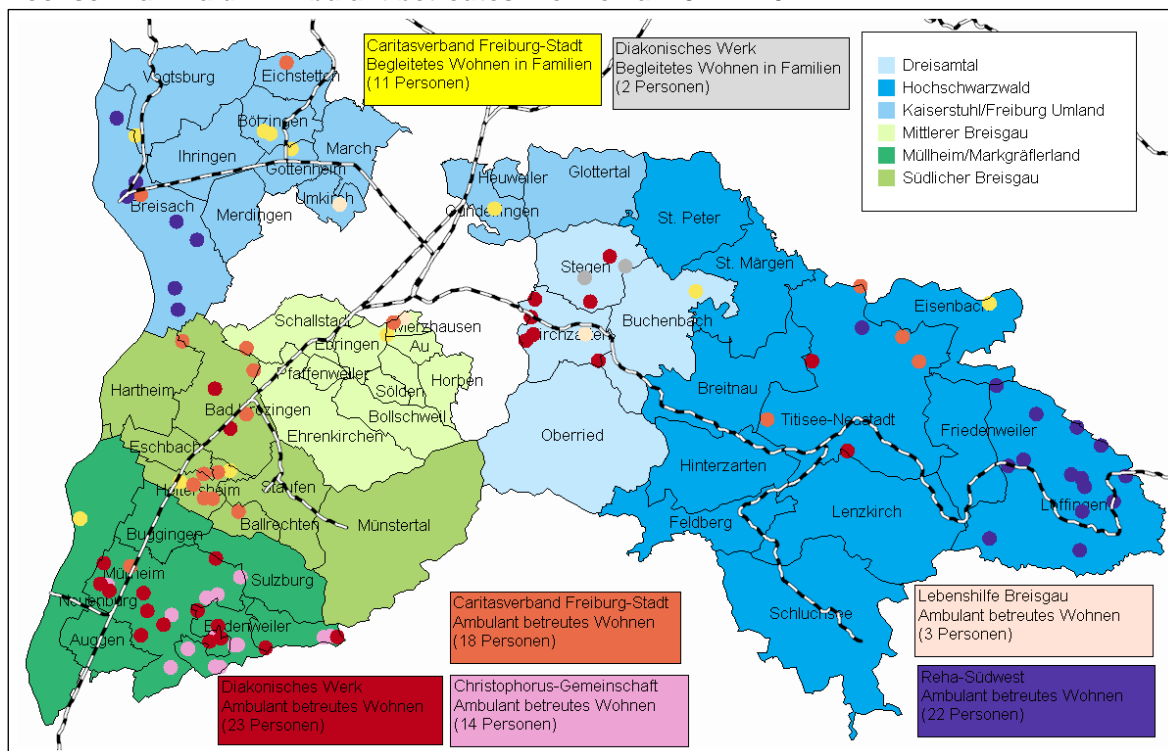 Caritasverband Freiburg-Stadt
Begleitetes Wohnen in Familien
(11 Personen)
Diakonisches Werk
Begleitetes Wohnen in Familien
(2 Personen)
Dreisamtal
Hochschwarzwald
Kaiserstuhl/Freiburg Umland
Mittlerer Breisgau
Müllheim/Markgräflerland
Südlicher Breisgau
Vogtsburg
Eichstetten
Bötzingen
March
Ihringen
Gottenheim
Umkirch
Breisach
Merdingen
Heuweiler
Glottertal
Gundelfingen
St. Peter
Stegen
St. Märgen
Eisenbach
Buchenbach
Kirchzarten
Schallstadt
Merzhausen
Ebringen
Au
Pfaffenweiler
Horben
Hartheim
Sölden
Breitnau
Bad Krozingen
Bollschweil
Titisee-Neustadt
Friedenweiler
Oberried
Ehrenkirchen
Eschbach
Hinterzarten
Heitersheim
Staufen
Löffingen
Ballrechten
Münstertal
Feldberg
Lenzkirch
Buggingen
Müllheim
Sulzburg
Neuenburg
Schluchsee
Badenweiler
Auggen
Caritasverband Freiburg-Stadt
Ambulant betreutes Wohnen
(18 Personen)
Lebenshilfe Breisgau
Ambulant betreutes Wohnen
(3 Personen)
Diakonisches Werk
Ambulant betreutes Wohnen
(23 Personen)
Christophorus-Gemeinschaft
Ambulant betreutes Wohnen
(14 Personen)
Reha-Südwest
Ambulant betreutes Wohnen
(22 Personen)